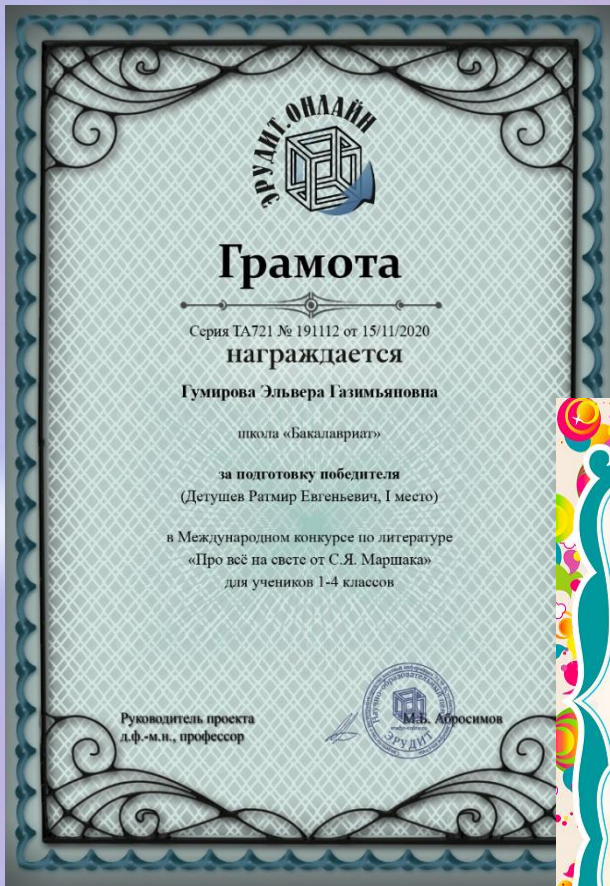 ЭРУДИТ.ОНЛАЙН
Грамота
Серия ТА721 № 191112 от 15/11/2020
награждается
Гумирова Эльвера Газимьяновна
школа «Бакалавриат»
за подготовку победителя
(Детушев Ратмир Евгеньевич, I место)
в Международном конкурсе по литературе
«Про всё на свете от С.Я. Маршака»
для учеников 1-4 классов
Руководитель проекта
д.ф.-м.н., профессор
М.Б. Абросимов
ЭРУДИТ